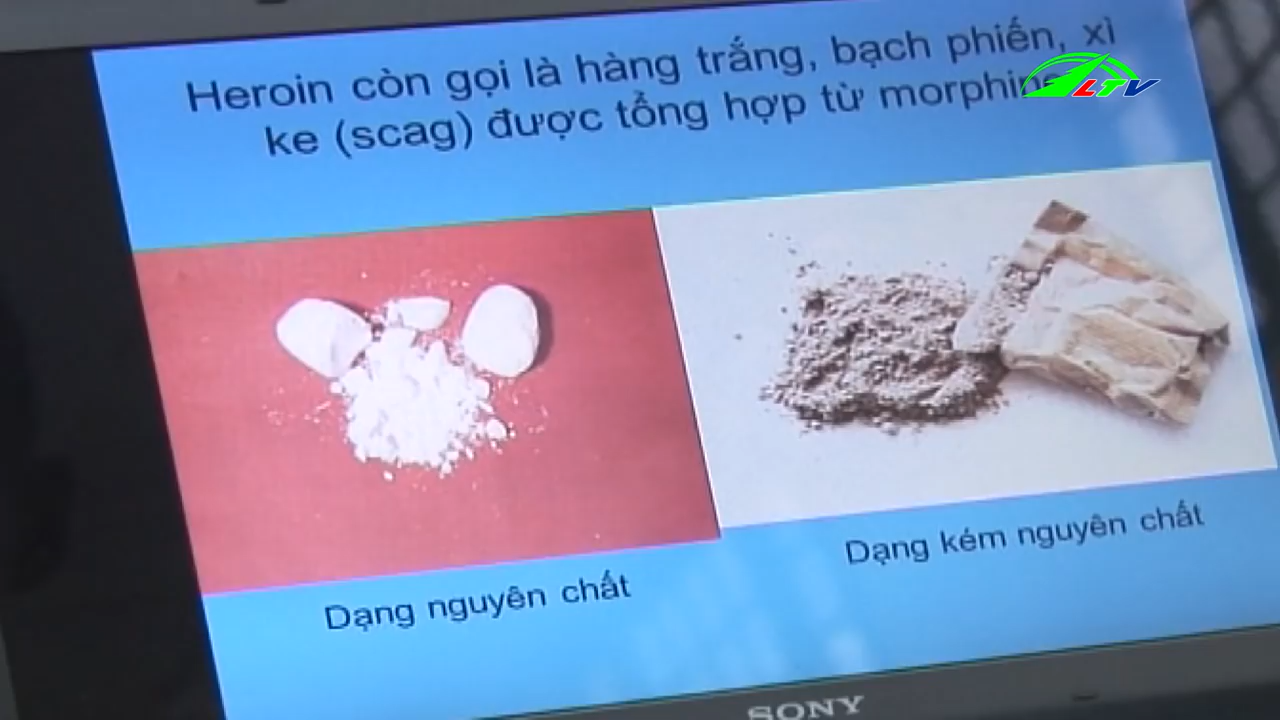 Heroin còn gọi là hàng trắng, bạch phiến, xì
ke (scag) được tổng hợp từ morphine
LTV
Dạng nguyên chất
Dạng kém nguyên chất
SONY